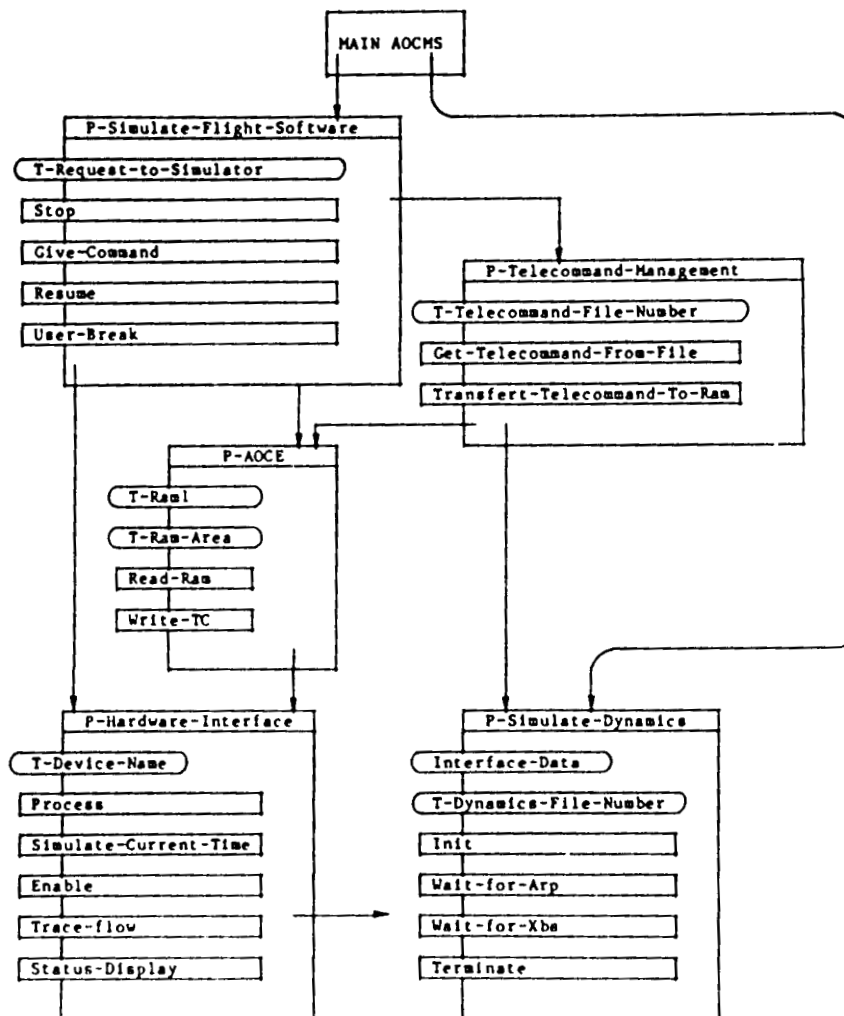 MAIN AOCMS
P-Simulate-Flight-Software
T-Request-to-Simulator
Stop
Give-Command
Resume
User-Break
P-Telecommand-Management
T-Telecommand-File-Number
Get-Telecommand-From-File
Transfert-Telecommand-To-Ram
P-AOCE
T-Ram1
T-Ram-Area
Read-Ram
Write-TC
P-Hardware-Interface
T-Device-Name
Process
Simulate-Current-Time
Enable
Trace-flow
Status-Display
P-Simulate-Dynamics
Interface-Data
T-Dynamics-File-Number
Init
Wait-for-Arp
Wait-for-Xbs
Terminate